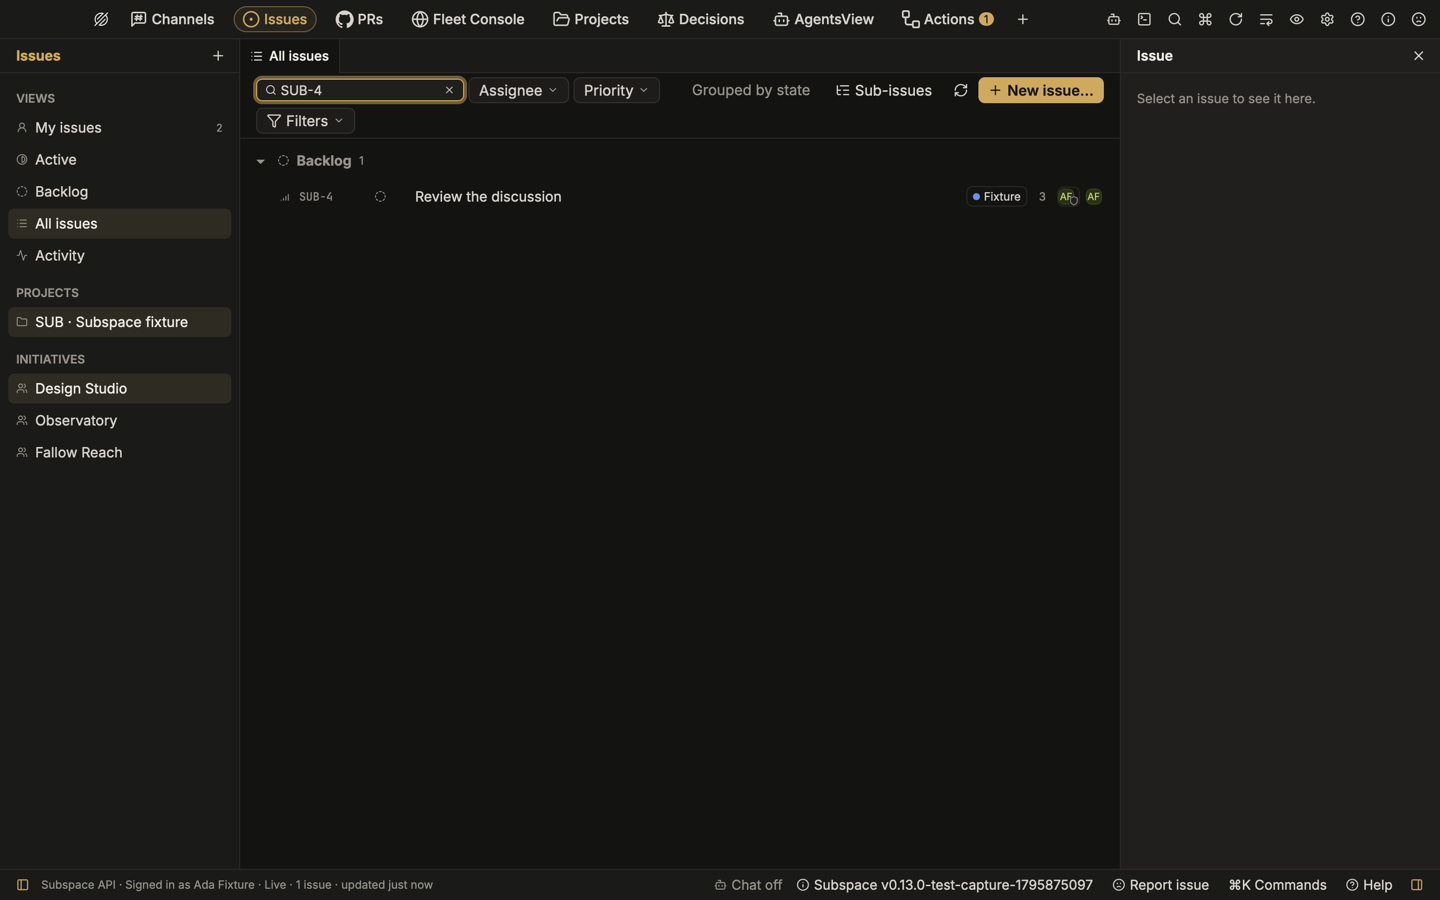 Channels
Issues
PRs
Fleet Console
Projects
Decisions
AgentsView
Actions 1
Issues
All issues
Issue
VIEWS
My issues 2
Active
Backlog
All issues
Activity
PROJECTS
SUB · Subspace fixture
INITIATIVES
Design Studio
Observatory
Fallow Reach
SUB-4
Assignee
Priority
Grouped by state
Sub-issues
New issue...
Filters
Backlog 1
SUB-4 Review the discussion Fixture 3 AF AF
Select an issue to see it here.
Subspace API · Signed in as Ada Fixture · Live · 1 issue · updated just now
Chat off
Subspace v0.13.0-test-capture-1795875097
Report issue
⌘K Commands
Help